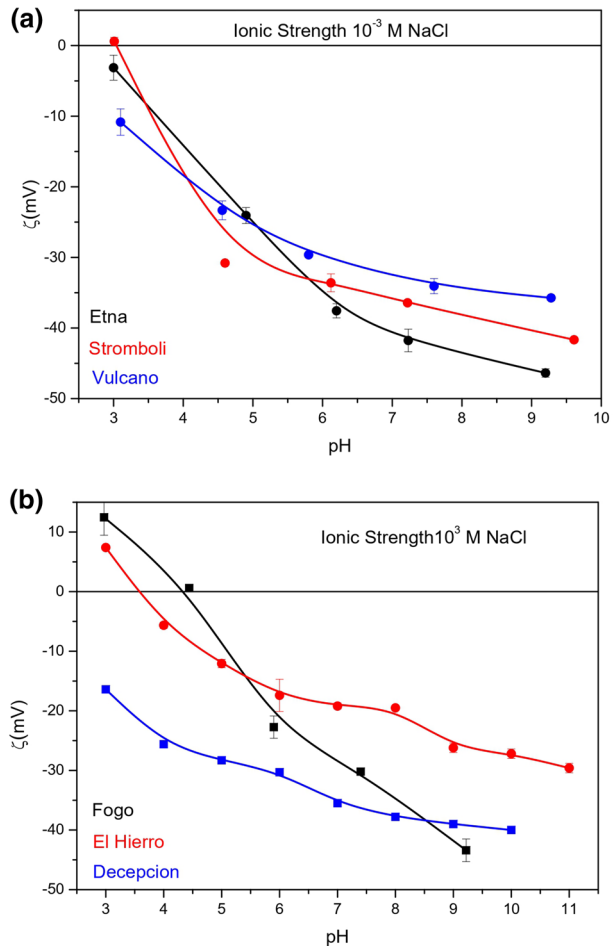 (a)
Ionic Strength 10⁻³ M NaCl
0
-10
-20
-30
-40
-50
ζ(mV)
Etna
Stromboli
Vulcano
3 4 5 6 7 8 9 10
pH
(b)
Ionic Strength10³ M NaCl
10
0
-10
-20
-30
-40
-50
ζ(mV)
Fogo
El Hierro
Decepcion
3 4 5 6 7 8 9 10 11
pH